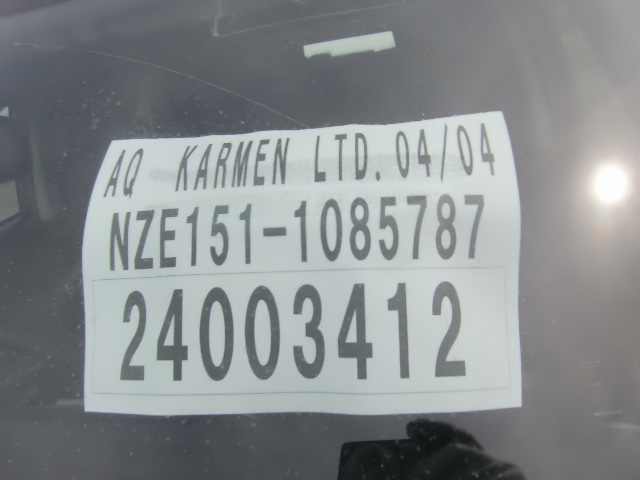 AQ KARMEN LTD. 04/04
NZE151-1085787
24003412